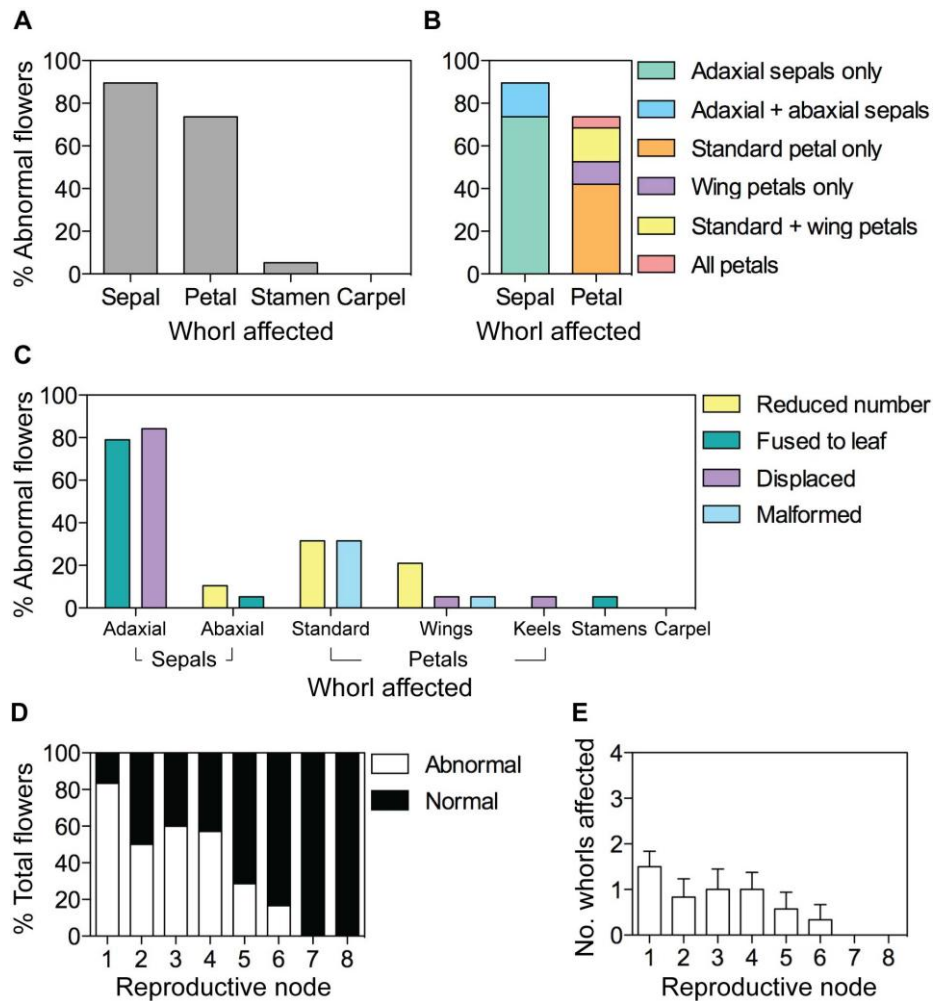 A
% Abnormal flowers
100
80
60
40
20
0
Sepal Petal Stamen Carpel
Whorl affected
B
100
80
60
40
20
0
Sepal Petal
Whorl affected
Adaxial sepals only
Adaxial + abaxial sepals
Standard petal only
Wing petals only
Standard + wing petals
All petals
C
% Abnormal flowers
100
80
60
40
20
0
Adaxial Abaxial Standard Wings Keels Stamens Carpel
Sepals Petals
Whorl affected
Reduced number
Fused to leaf
Displaced
Malformed
D
% Total flowers
100
80
60
40
20
0
1 2 3 4 5 6 7 8
Reproductive node
Abnormal
Normal
E
No. whorls affected
4
3
2
1
0
1 2 3 4 5 6 7 8
Reproductive node